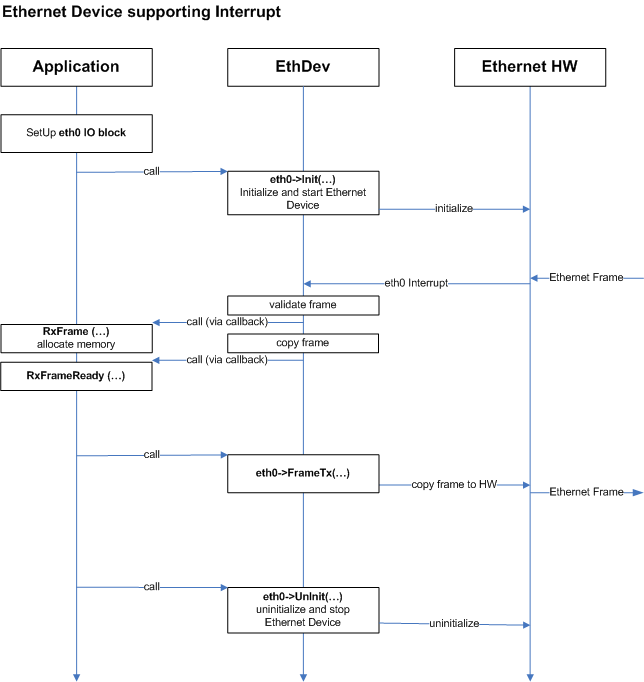 Ethernet Device supporting Interrupt
Application
EthDev
Ethernet HW
SetUp eth0 IO block
call
eth0->Init(…)
Initialize and start Ethernet
Device
initialize
Ethernet Frame
eth0 Interrupt
validate frame
call (via callback)
RxFrame (…)
allocate memory
copy frame
call (via callback)
RxFrameReady (…)
call
eth0->FrameTx(…)
copy frame to HW
Ethernet Frame
call
eth0->UnInit(…)
uninitialize and stop
Ethernet Device
uninitialize